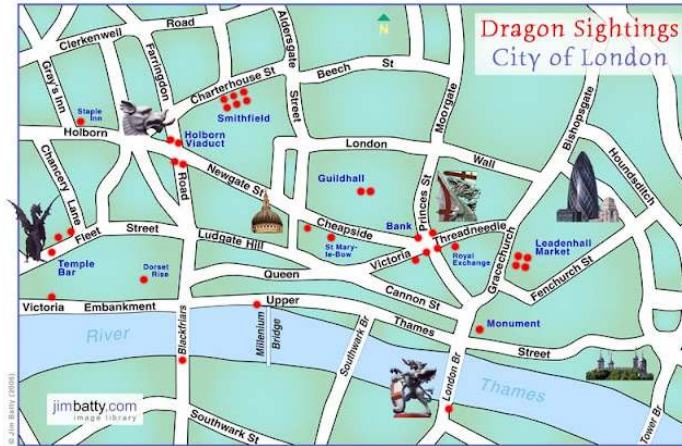 Dragon Sightings
City of London
N
Clerkenwell
Road
Farringdon
Road
Gray's Inn
Aldersgate
Street
Charterhouse St
Beech St
Moorgate
Bishopsgate
Houndsditch
Staple
Inn
Smithfield
Holborn
Holborn
Viaduct
London
Wall
Newgate St
Guildhall
Princes St
Chancery Lane
Fleet Street
Cheapside
Bank
Threadneedle
Ludgate Hill
St Mary-
le-Bow
Victoria
Royal
Exchange
Gracechurch
Leadenhall
Market
Temple
Bar
Dorset
Rise
Queen
Cannon St
Fenchurch St
Victoria Embankment
Upper Thames Street
Monument
River Thames
Blackfriars
Millenium
Bridge
Southwark Br
London Br
Tower Br
Southwark St
jimbatty.com
image library
© Jim Batty (2005)